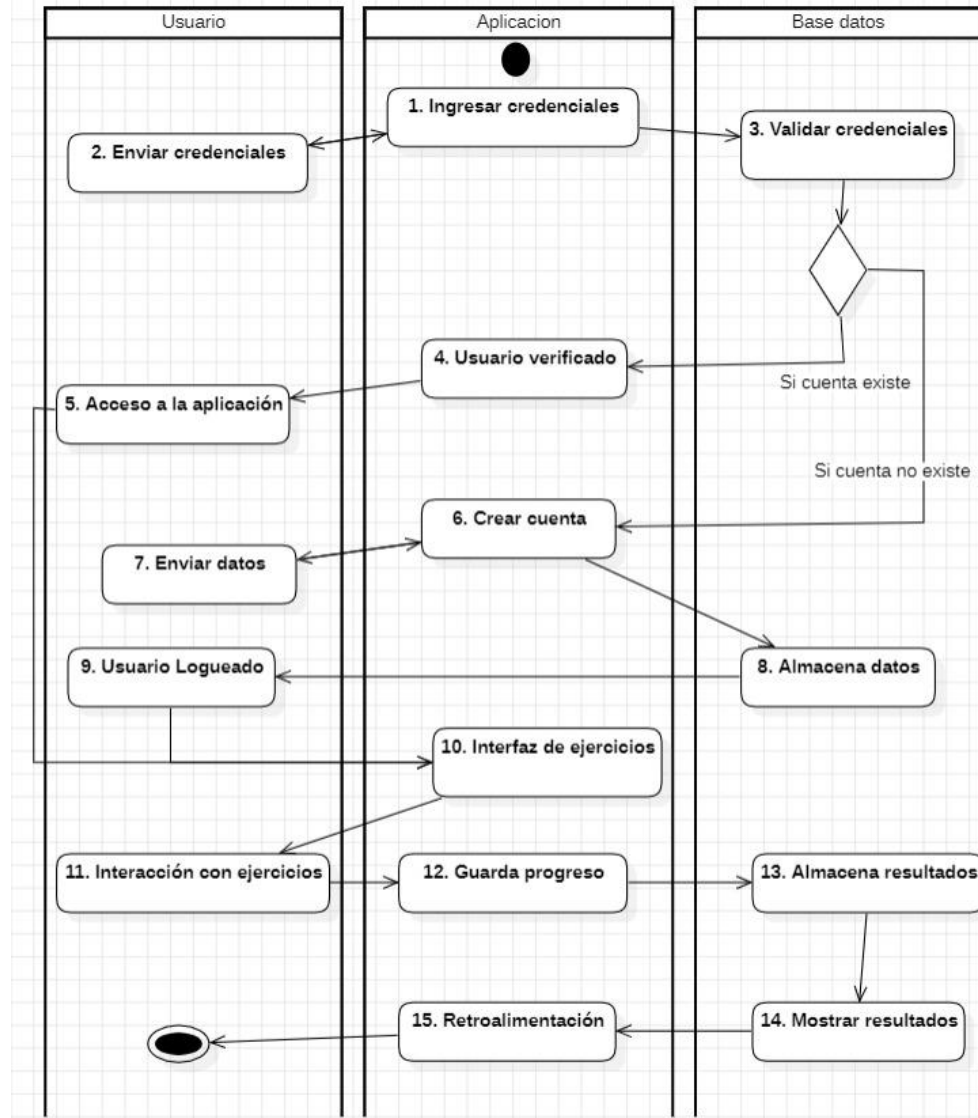 Usuario
Aplicacion
Base datos
1. Ingresar credenciales
2. Enviar credenciales
3. Validar credenciales
4. Usuario verificado
Si cuenta existe
5. Acceso a la aplicación
Si cuenta no existe
6. Crear cuenta
7. Enviar datos
8. Almacena datos
9. Usuario Logueado
10. Interfaz de ejercicios
11. Interacción con ejercicios
12. Guarda progreso
13. Almacena resultados
14. Mostrar resultados
15. Retroalimentación